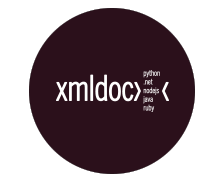 xmldoc> <
python
.net
nodejs
java
ruby